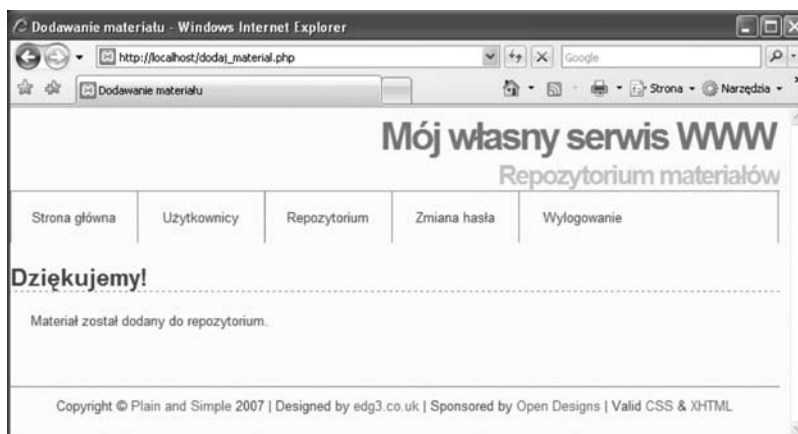 Dodawanie materiału - Windows Internet Explorer
http://localhost/dodaj_material.php
Google
Dodawanie materiału
Strona
Narzędzia
Mój własny serwis WWW
Repozytorium materiałów
Strona główna
Użytkownicy
Repozytorium
Zmiana hasła
Wylogowanie
Dziękujemy!
Materiał został dodany do repozytorium.
Copyright © Plain and Simple 2007 | Designed by edg3.co.uk | Sponsored by Open Designs | Valid CSS & XHTML